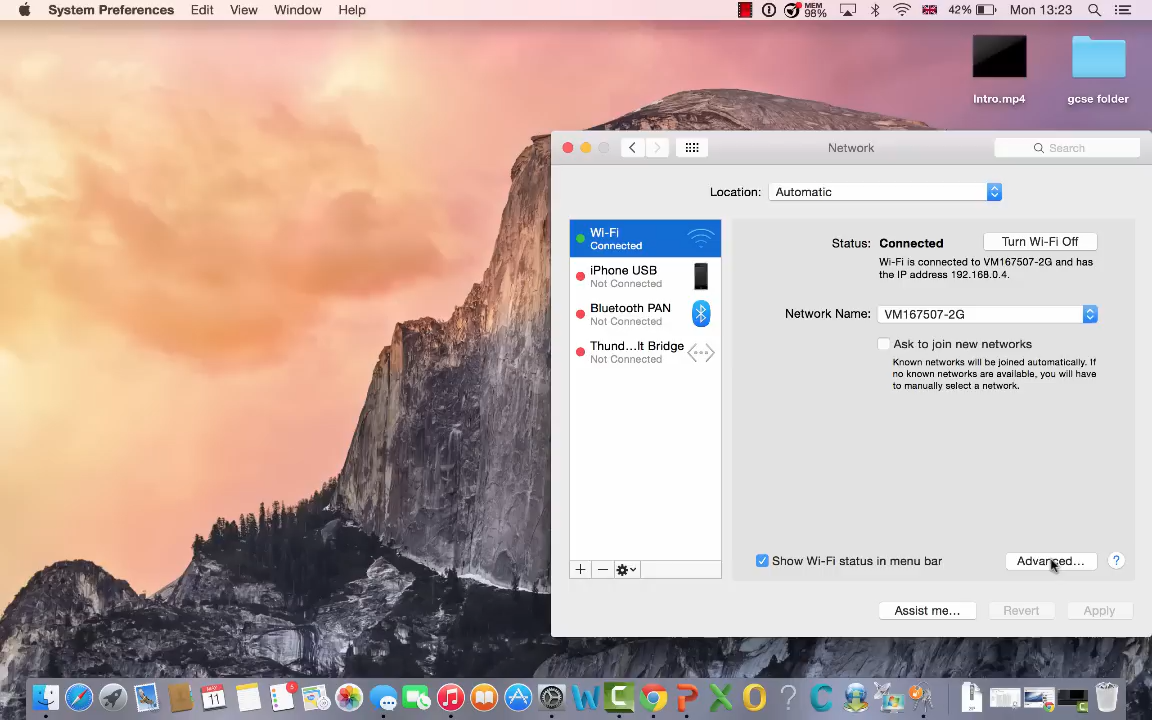 System Preferences Edit View Window Help
MEM
98%
42%
Mon 13:23
Intro.mp4
gcse folder
Network
Search
Location: Automatic
Wi-Fi
Connected
iPhone USB
Not Connected
Bluetooth PAN
Not Connected
Thund...lt Bridge
Not Connected
Status: Connected
Turn Wi-Fi Off
Wi-Fi is connected to VM167507-2G and has
the IP address 192.168.0.4.
Network Name: VM167507-2G
Ask to join new networks
Known networks will be joined automatically. If
no known networks are available, you will have
to manually select a network.
Show Wi-Fi status in menu bar
Advanced...
?
Assist me...
Revert
Apply